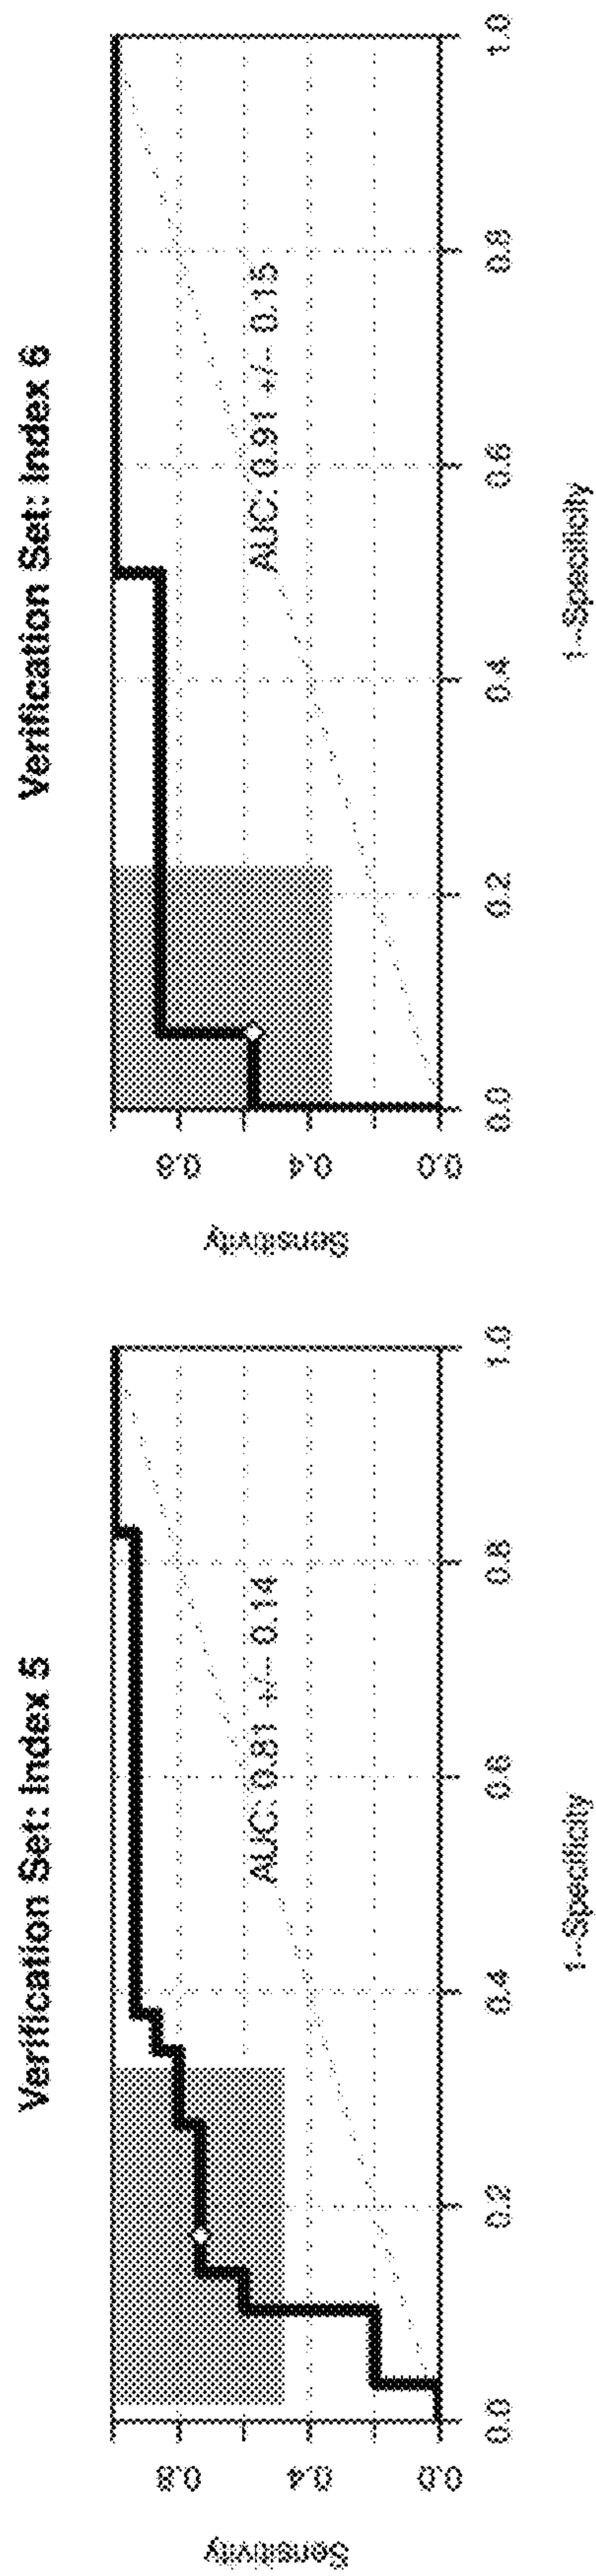 Verification Set: Index 5
Sensitivity
0.8
0.4
0.0
AUC: 0.81 +/- 0.14
0.0
0.2
0.4
0.6
0.8
1.0
1-Specificity
Verification Set: Index 6
Sensitivity
0.8
0.4
0.0
AUC: 0.91 +/- 0.15
0.0
0.2
0.4
0.6
0.8
1.0
1-Specificity